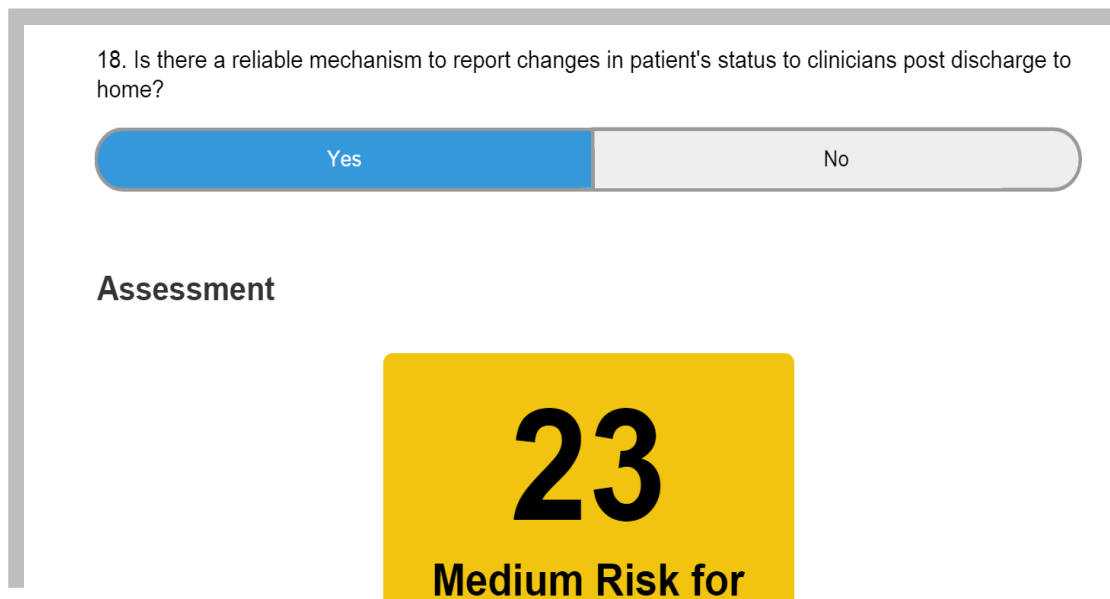 18. Is there a reliable mechanism to report changes in patient's status to clinicians post discharge to
home?
Yes
No
Assessment
23
Medium Risk for